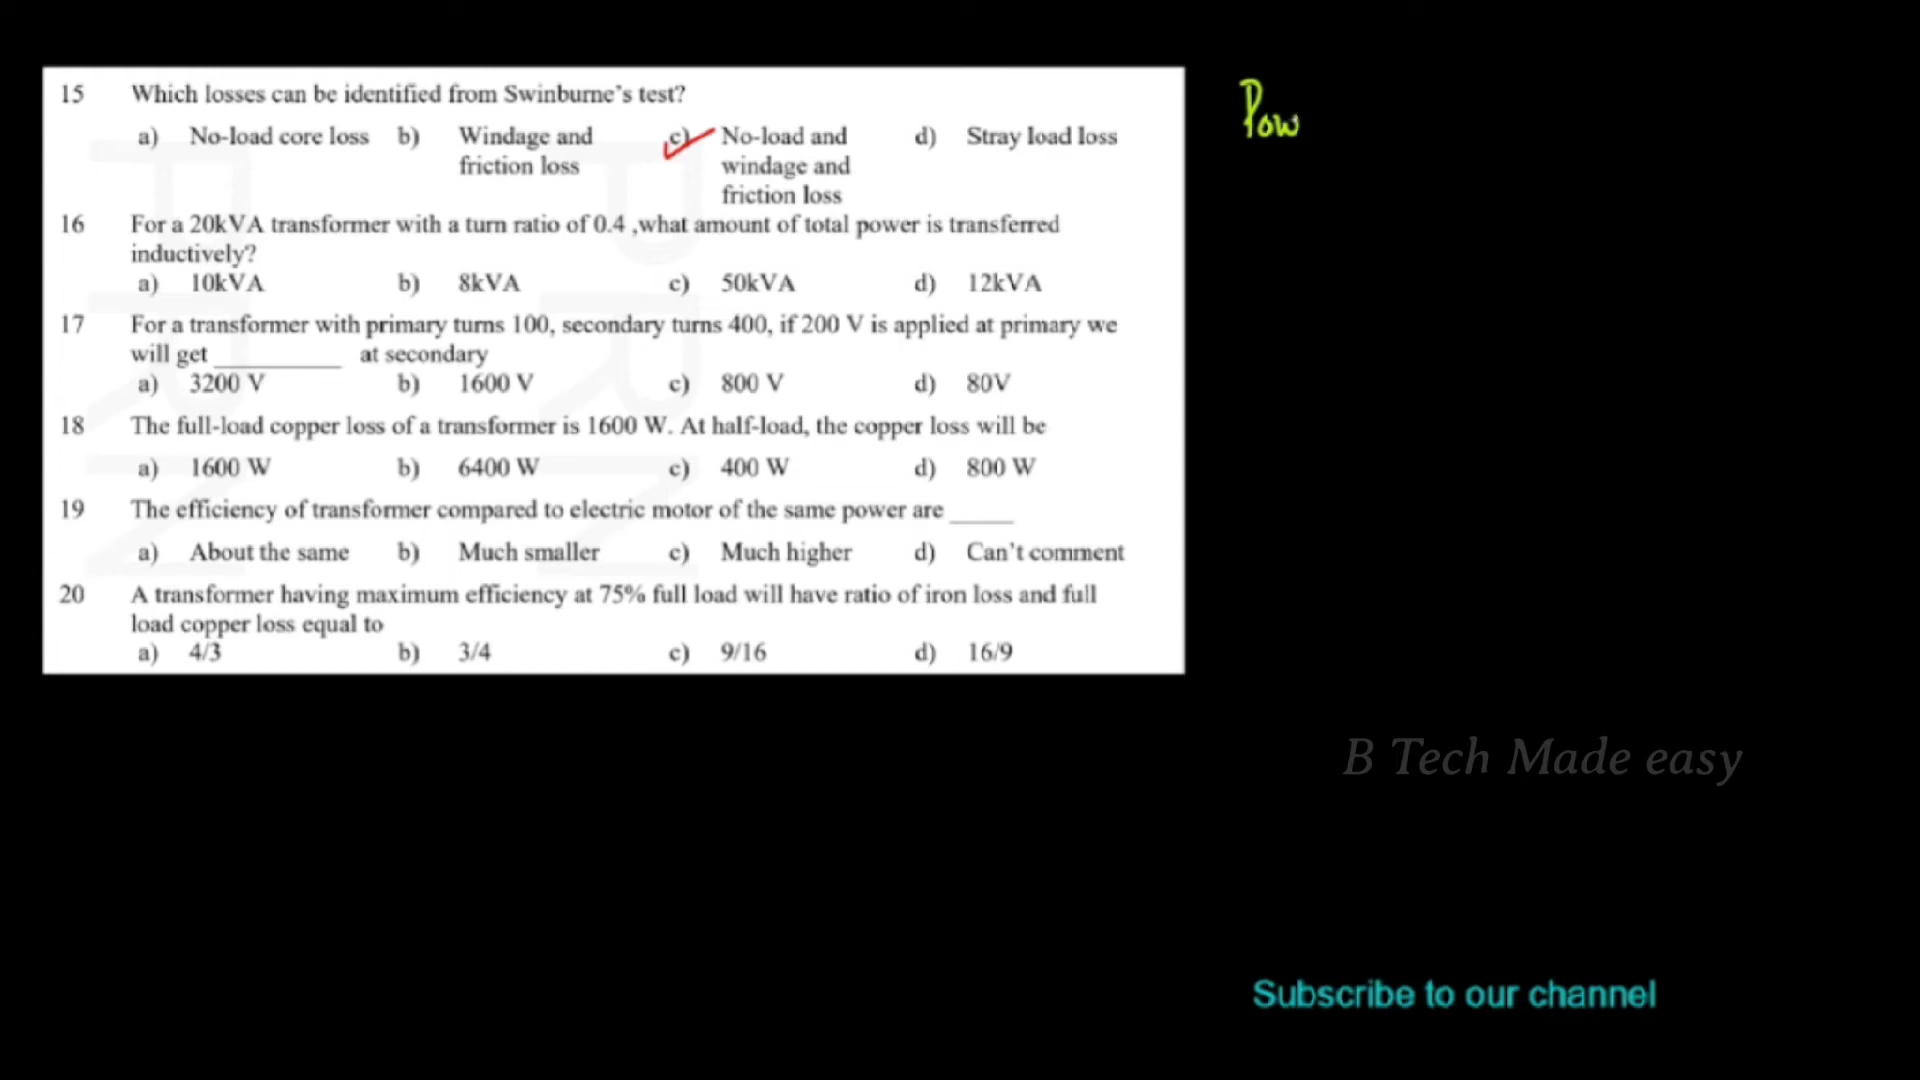 15 Which losses can be identified from Swinburne's test?
a) No-load core loss b) Windage and friction loss c) No-load and windage and friction loss d) Stray load loss
16 For a 20kVA transformer with a turn ratio of 0.4 ,what amount of total power is transferred
inductively?
a) 10kVA b) 8kVA c) 50kVA d) 12kVA
17 For a transformer with primary turns 100, secondary turns 400, if 200 V is applied at primary we
will get __________ at secondary
a) 3200 V b) 1600 V c) 800 V d) 80V
18 The full-load copper loss of a transformer is 1600 W. At half-load, the copper loss will be
a) 1600 W b) 6400 W c) 400 W d) 800 W
19 The efficiency of transformer compared to electric motor of the same power are _____
a) About the same b) Much smaller c) Much higher d) Can't comment
20 A transformer having maximum efficiency at 75% full load will have ratio of iron loss and full
load copper loss equal to
a) 4/3 b) 3/4 c) 9/16 d) 16/9
Pow
B Tech Made easy
Subscribe to our channel